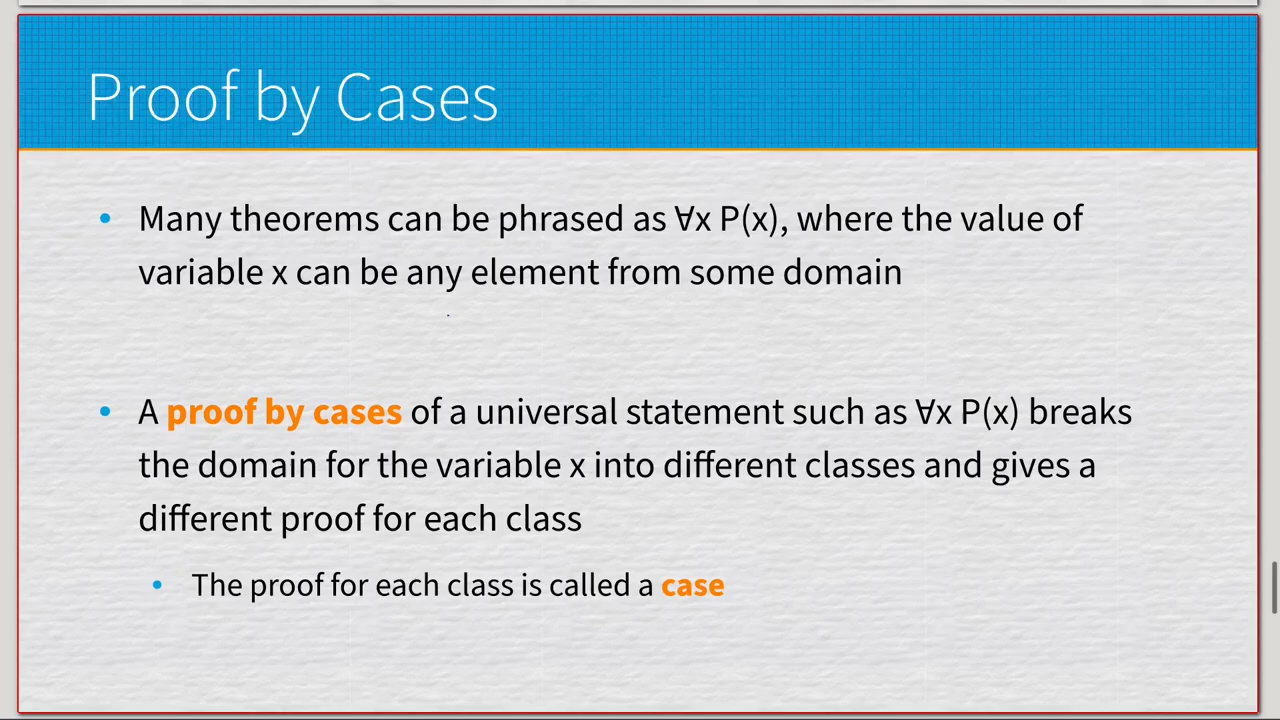 Proof by Cases
• Many theorems can be phrased as ∀x P(x), where the value of
variable x can be any element from some domain
• A proof by cases of a universal statement such as ∀x P(x) breaks
the domain for the variable x into different classes and gives a
different proof for each class
• The proof for each class is called a case